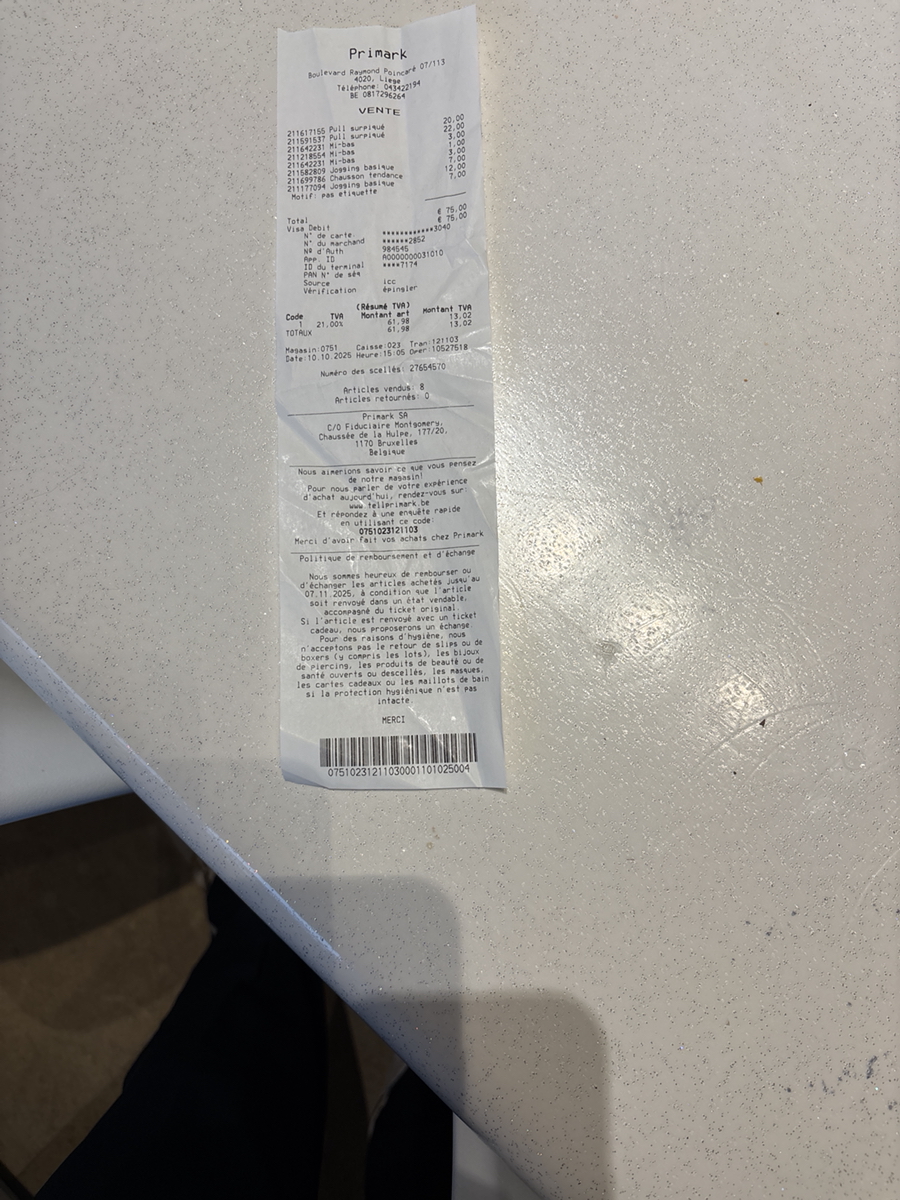 Primark
Boulevard Raymond Poincaré 07/113
4020, Liege
Téléphone: 043422194
BE 0817296264
VENTE
211617155 Pull surpiqué 20,00
211591537 Pull surpiqué 22,00
211642231 Mi-bas 3,00
211218554 Mi-bas 1,00
211642231 Mi-bas 3,00
211582809 Jogging basique 7,00
211699786 Chausson tendance 12,00
211177094 Jogging basique 7,00
Motif: pas etiquette
Total € 75,00
Visa Debit € 75,00
N° de carte: ************3040
N° du marchand ******2852
Nº d'Auth 984545
App. ID A0000000031010
ID du terminal ****7174
PAN N° de séq
Source icc
Vérification épingler
(Résumé TVA)
Code TVA Montant art Montant TVA
1 21,00% 61,98 13,02
TOTAUX 61,98 13,02
Magasin:0751 Caisse:023 Tran:121103
Date:10.10.2025 Heure:15:05 Oper:10527518
Numéro des scellés: 27654570
Articles vendus: 8
Articles retournés: 0
Primark SA
C/O Fiduciaire Montgomery,
Chaussée de la Hulpe, 177/20,
1170 Bruxelles
Belgique
Nous aimerions savoir ce que vous pensez
de notre magasin!
Pour nous parler de votre expérience
d'achat aujourd'hui, rendez-vous sur:
www.tellprimark.be
Et répondez à une enquête rapide
en utilisant ce code:
0751023121103
Merci d'avoir fait vos achats chez Primark
Politique de remboursement et d'échange
Nous sommes heureux de rembourser ou
d'échanger les articles achetés jusqu'au
07.11.2025, à condition que l'article
soit renvoyé dans un état vendable,
accompagné du ticket original.
Si l'article est renvoyé avec un ticket
cadeau, nous proposerons un échange.
Pour des raisons d'hygiène, nous
n'acceptons pas le retour de slips ou de
boxers (y compris les lots), les bijoux
de piercing, les produits de beauté ou de
santé ouverts ou descellés, les masques,
les cartes cadeaux ou les maillots de bain
si la protection hygiénique n'est pas
intacte.
MERCI
07510231211030001101025004